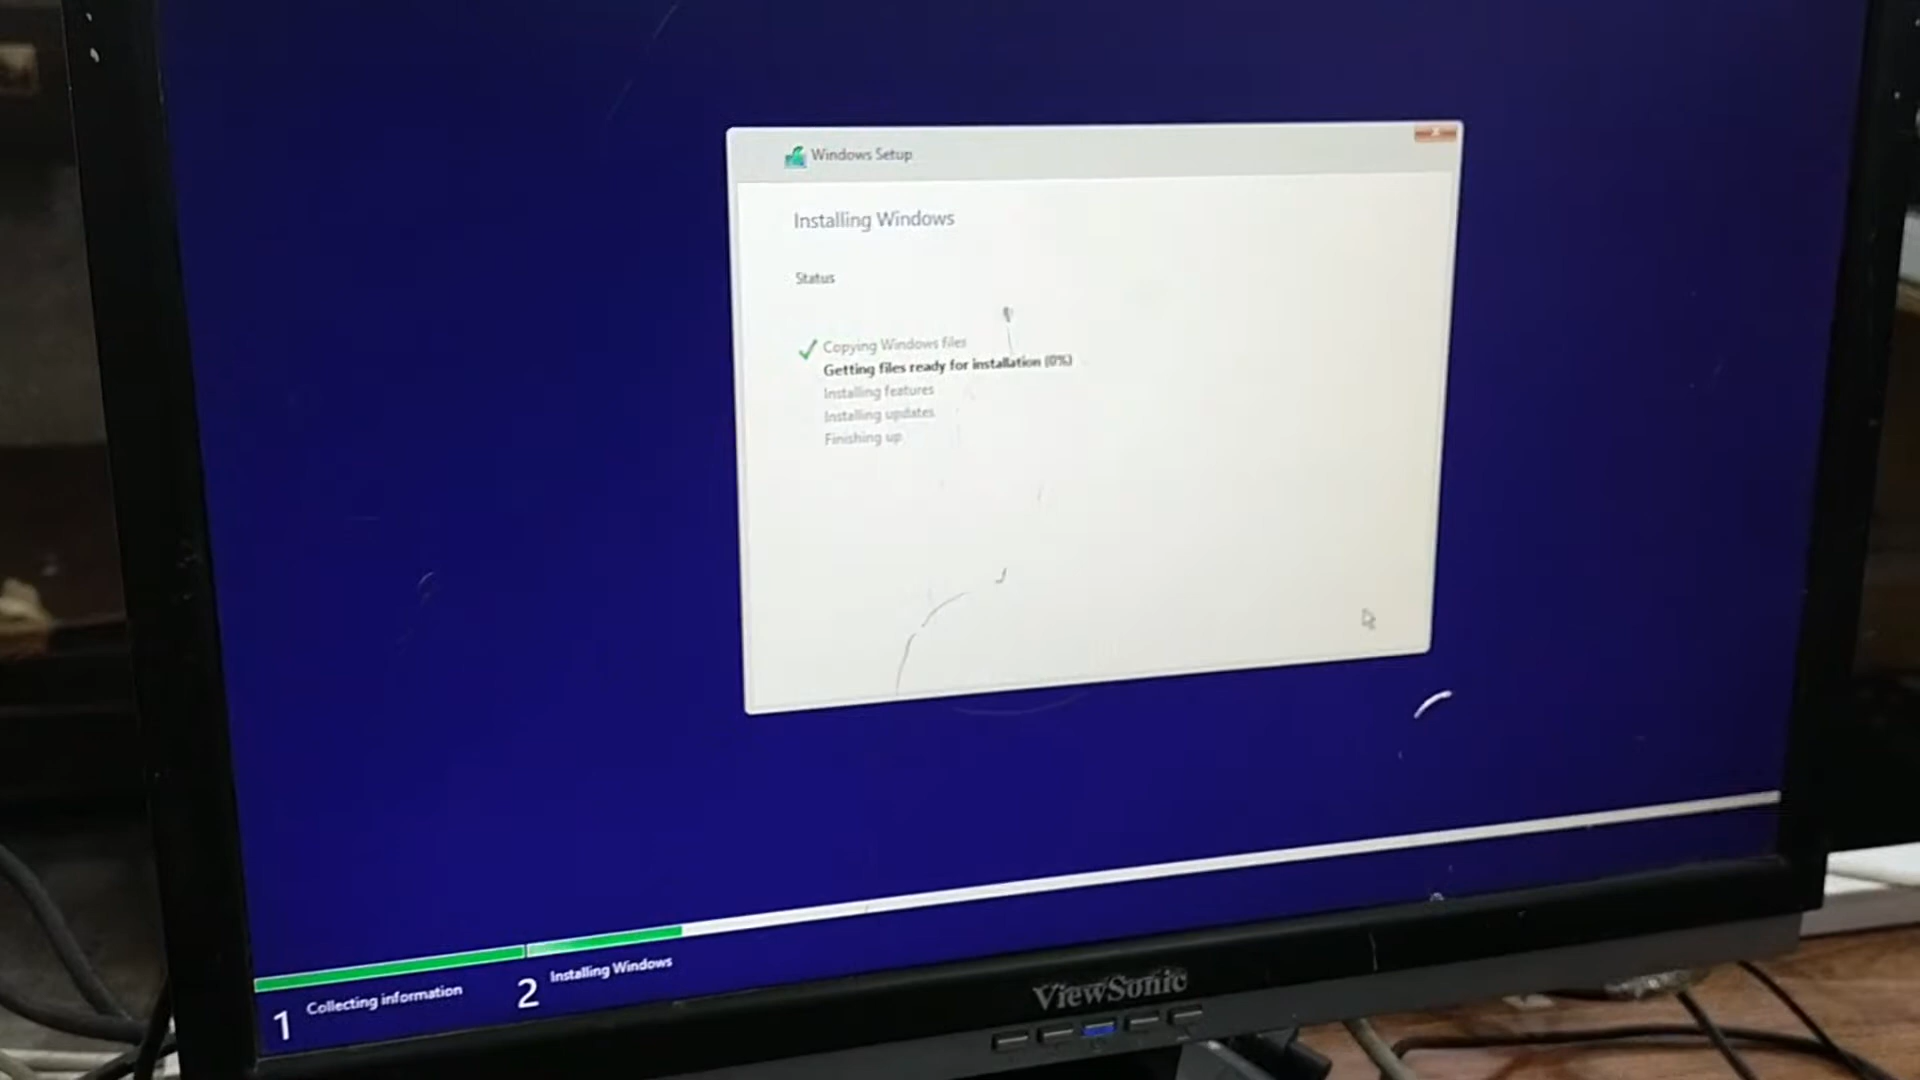 Windows Setup
Installing Windows
Status
Copying Windows files
Getting files ready for installation (0%)
Installing features
Installing updates
Finishing up
1 Collecting information
2 Installing Windows
ViewSonic